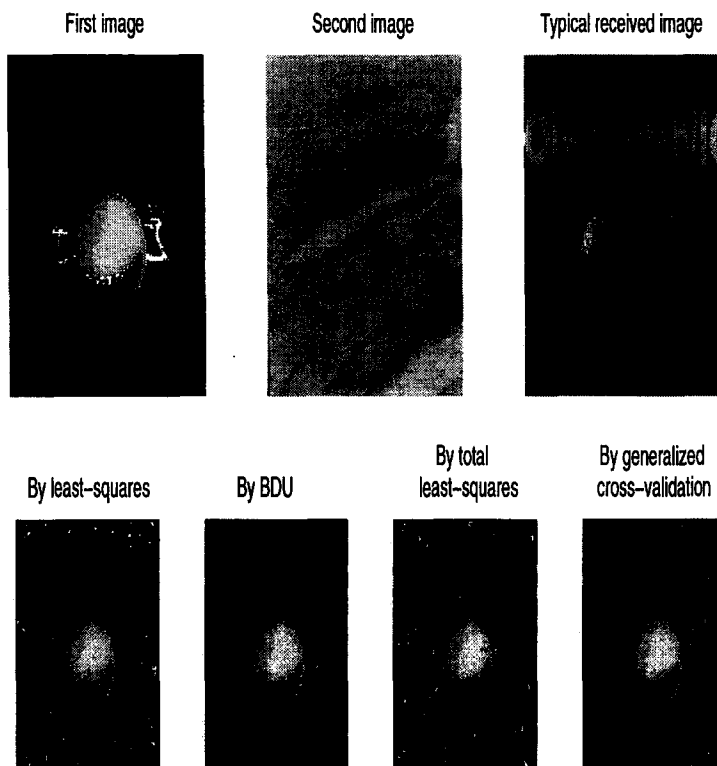 First image
Second image
Typical received image
By least-squares
By BDU
By total
least-squares
By generalized
cross-validation